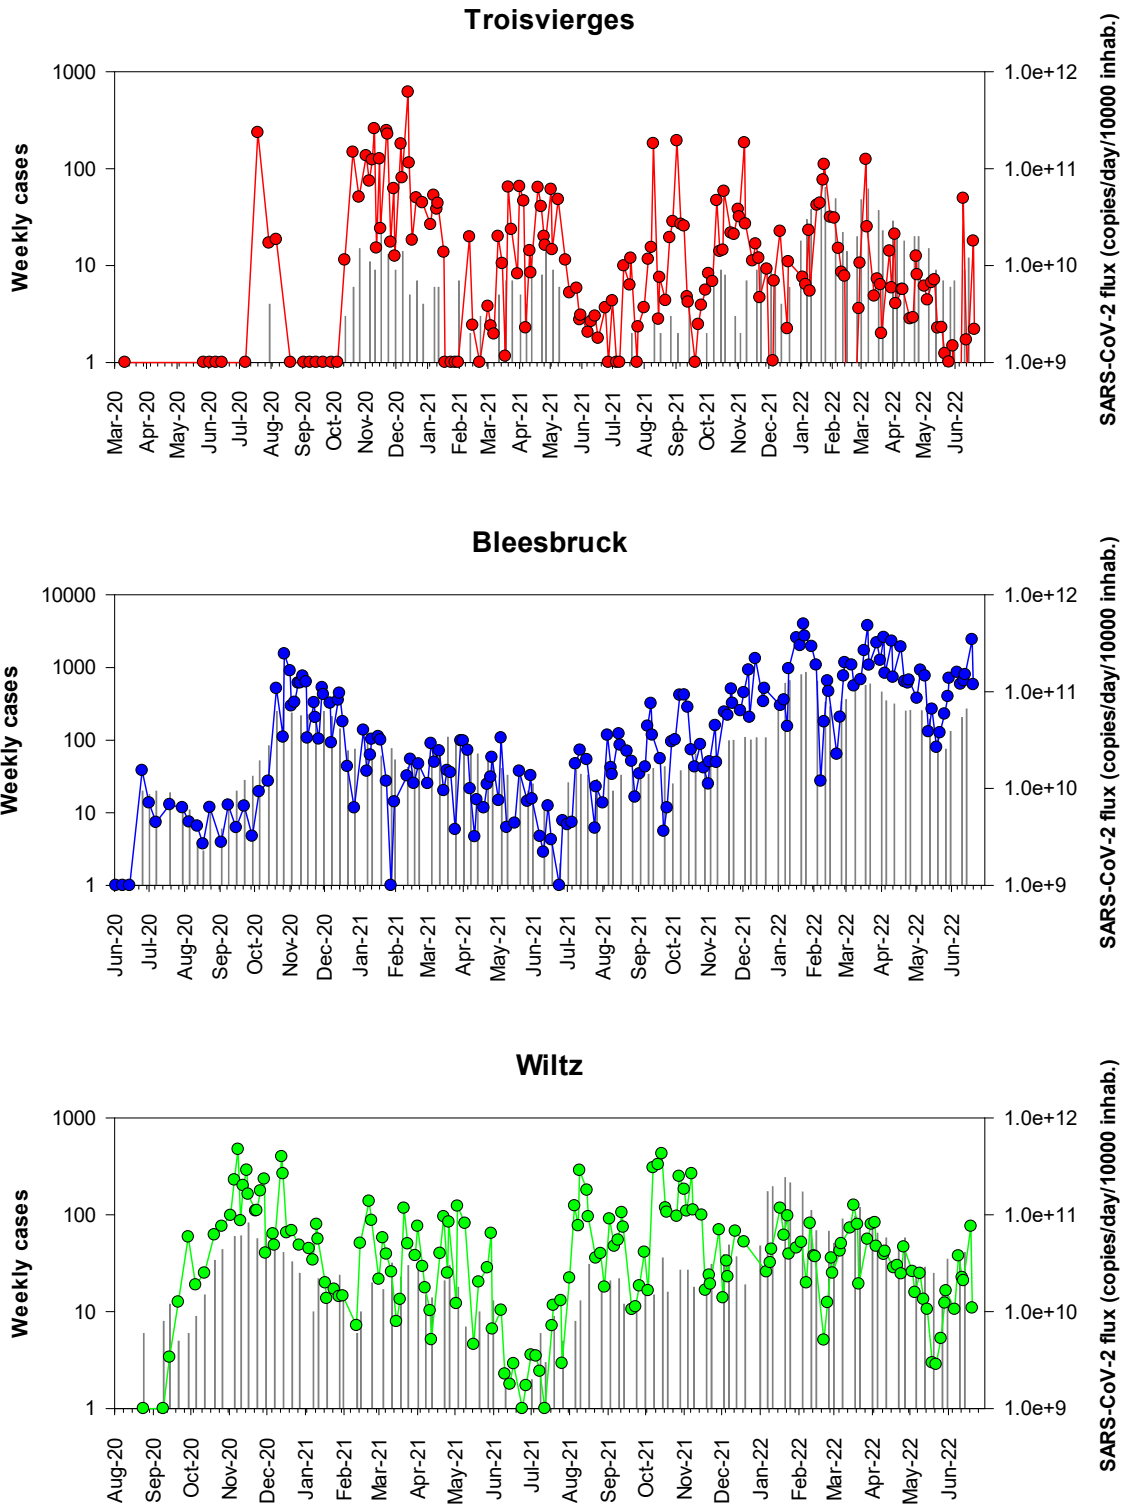 Troisvierges
Weekly cases
SARS-CoV-2 flux (copies/day/10000 inhab.)
1000 1.0e+12
100 1.0e+11
10 1.0e+10
1 1.0e+9
Mar-20 Apr-20 May-20 Jun-20 Jul-20 Aug-20 Sep-20 Oct-20 Nov-20 Dec-20 Jan-21 Feb-21 Mar-21 Apr-21 May-21 Jun-21 Jul-21 Aug-21 Sep-21 Oct-21 Nov-21 Dec-21 Jan-22 Feb-22 Mar-22 Apr-22 May-22 Jun-22
Bleesbruck
Weekly cases
SARS-CoV-2 flux (copies/day/10000 inhab.)
10000 1.0e+12
1000 1.0e+11
100
10 1.0e+10
1 1.0e+9
Jun-20 Jul-20 Aug-20 Sep-20 Oct-20 Nov-20 Dec-20 Jan-21 Feb-21 Mar-21 Apr-21 May-21 Jun-21 Jul-21 Aug-21 Sep-21 Oct-21 Nov-21 Dec-21 Jan-22 Feb-22 Mar-22 Apr-22 May-22 Jun-22
Wiltz
Weekly cases
SARS-CoV-2 flux (copies/day/10000 inhab.)
1000 1.0e+12
100 1.0e+11
10 1.0e+10
1 1.0e+9
Aug-20 Sep-20 Oct-20 Nov-20 Dec-20 Jan-21 Feb-21 Mar-21 Apr-21 May-21 Jun-21 Jul-21 Aug-21 Sep-21 Oct-21 Nov-21 Dec-21 Jan-22 Feb-22 Mar-22 Apr-22 May-22 Jun-22